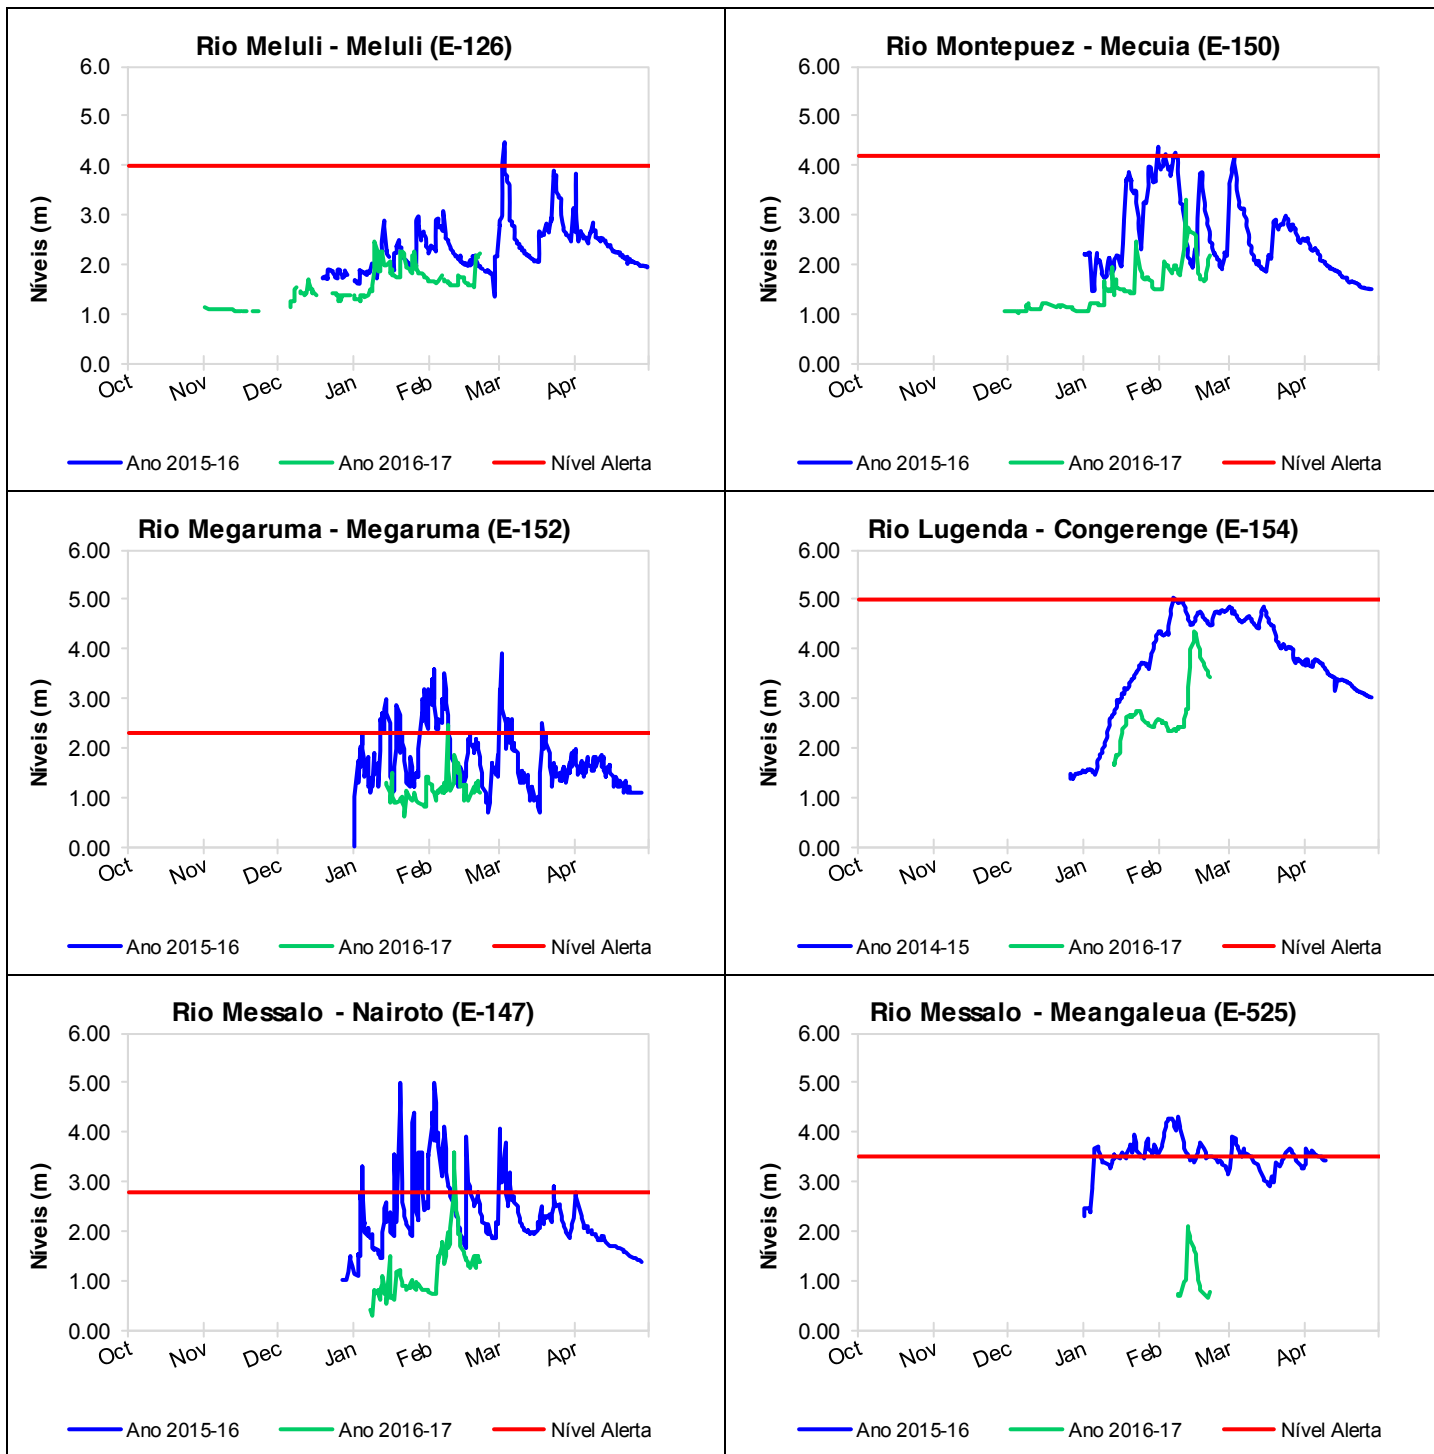 Rio Meluli - Meluli (E-126)
Níveis (m)
6.0
5.0
4.0
3.0
2.0
1.0
0.0
Oct Nov Dec Jan Feb Mar Apr
Ano 2015-16 Ano 2016-17 Nível Alerta
Rio Montepuez - Mecuia (E-150)
Níveis (m)
6.00
5.00
4.00
3.00
2.00
1.00
0.00
Oct Nov Dec Jan Feb Mar Apr
Ano 2015-16 Ano 2016-17 Nível Alerta
Rio Megaruma - Megaruma (E-152)
Níveis (m)
6.00
5.00
4.00
3.00
2.00
1.00
0.00
Oct Nov Dec Jan Feb Mar Apr
Ano 2015-16 Ano 2016-17 Nível Alerta
Rio Lugenda - Congerenge (E-154)
Níveis (m)
6.00
5.00
4.00
3.00
2.00
1.00
0.00
Oct Nov Dec Jan Feb Mar Apr
Ano 2014-15 Ano 2016-17 Nível Alerta
Rio Messalo - Nairoto (E-147)
Níveis (m)
6.00
5.00
4.00
3.00
2.00
1.00
0.00
Oct Nov Dec Jan Feb Mar Apr
Ano 2015-16 Ano 2016-17 Nível Alerta
Rio Messalo - Meangaleua (E-525)
Níveis (m)
6.00
5.00
4.00
3.00
2.00
1.00
0.00
Oct Nov Dec Jan Feb Mar Apr
Ano 2015-16 Ano 2016-17 Nível Alerta